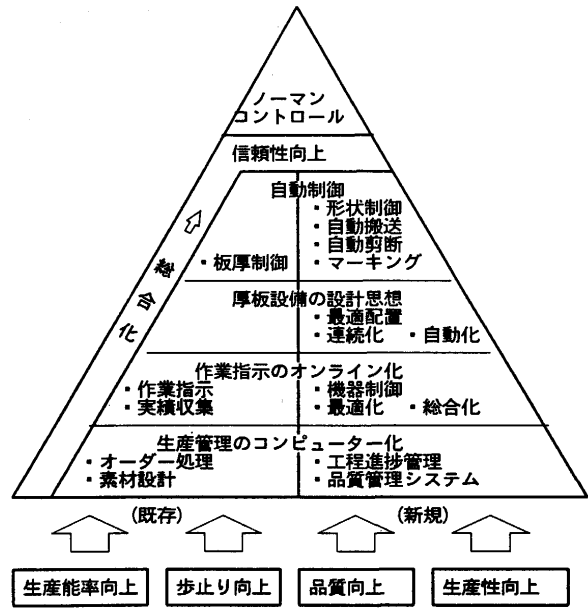 ノーマン
コントロール
信頼性向上
総合化
自動制御
・板厚制御
・形状制御
・自動搬送
・自動剪断
・マーキング
厚板設備の設計思想
・最適配置
・連続化 ・自動化
作業指示のオンライン化
・作業指示 ・機器制御
・実績収集 ・最適化 ・総合化
生産管理のコンピューター化
・オーダー処理 ・工程進捗管理
・素材設計 ・品質管理システム
(既存) (新規)
生産能率向上 歩止り向上 品質向上 生産性向上